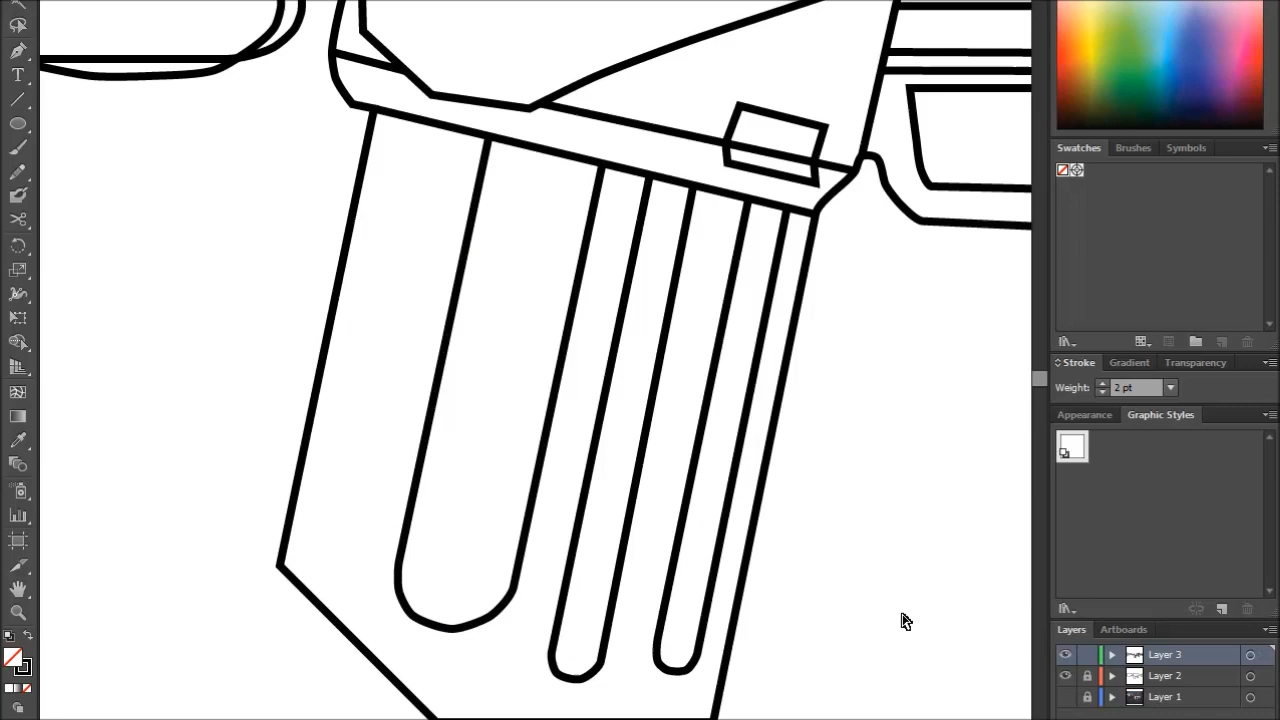 T
Swatches Brushes Symbols
Stroke Gradient Transparency
Weight: 2 pt
Appearance Graphic Styles
Layers Artboards
Layer 3
Layer 2
Layer 1